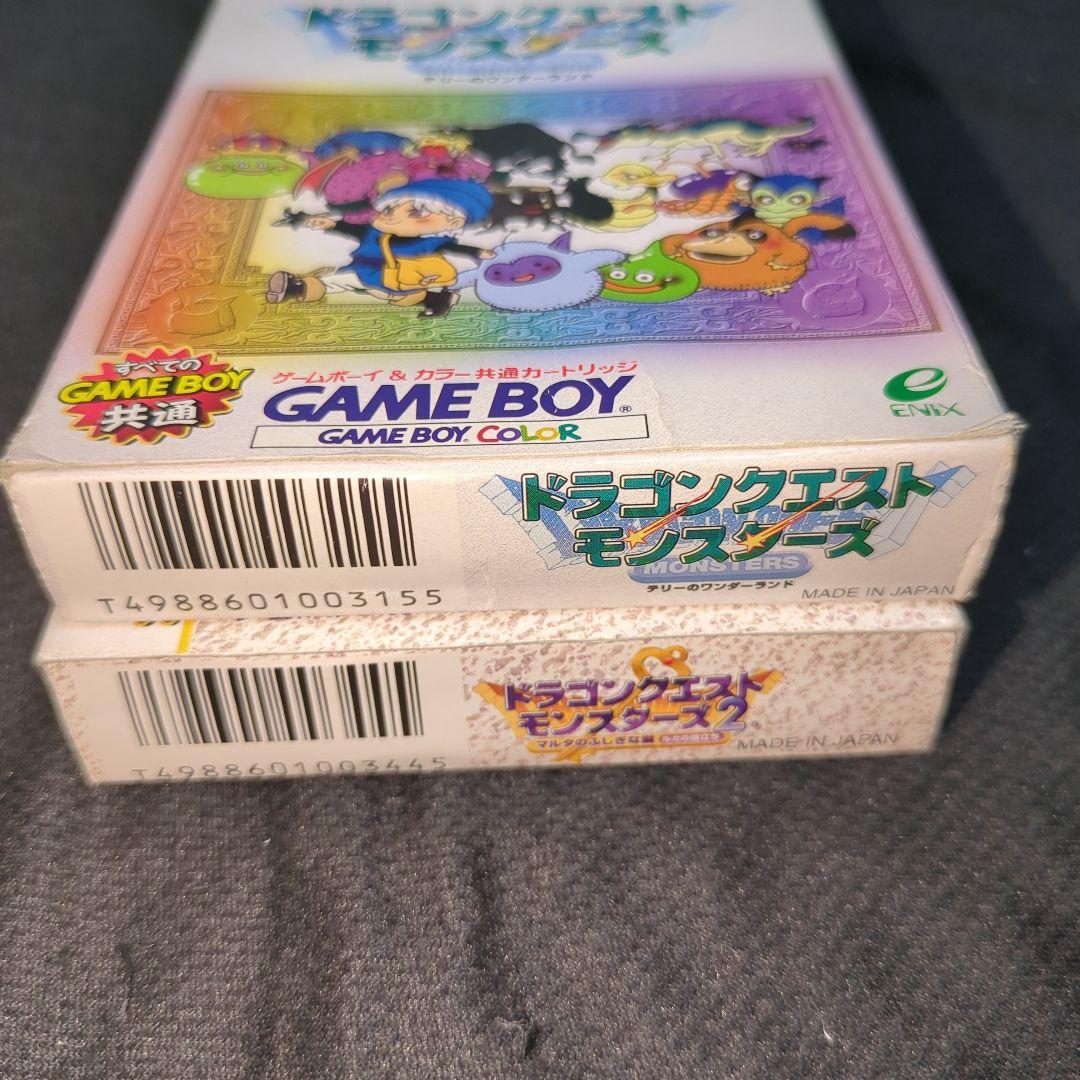 ドラゴンクエスト
モンスターズ
テリーのワンダーランド
すべての
GAME BOY
共通
ゲームボーイ & カラー共通カートリッジ
GAME BOY®
GAME BOY® COLOR
ENIX
T4988601003155
ドラゴンクエスト
モンスターズ
MONSTERS
テリーのワンダーランド
MADE IN JAPAN
T4988601003445
ドラゴンクエスト
モンスターズ2
マルタのふしぎな鍵 ルカの旅立ち
MADE IN JAPAN